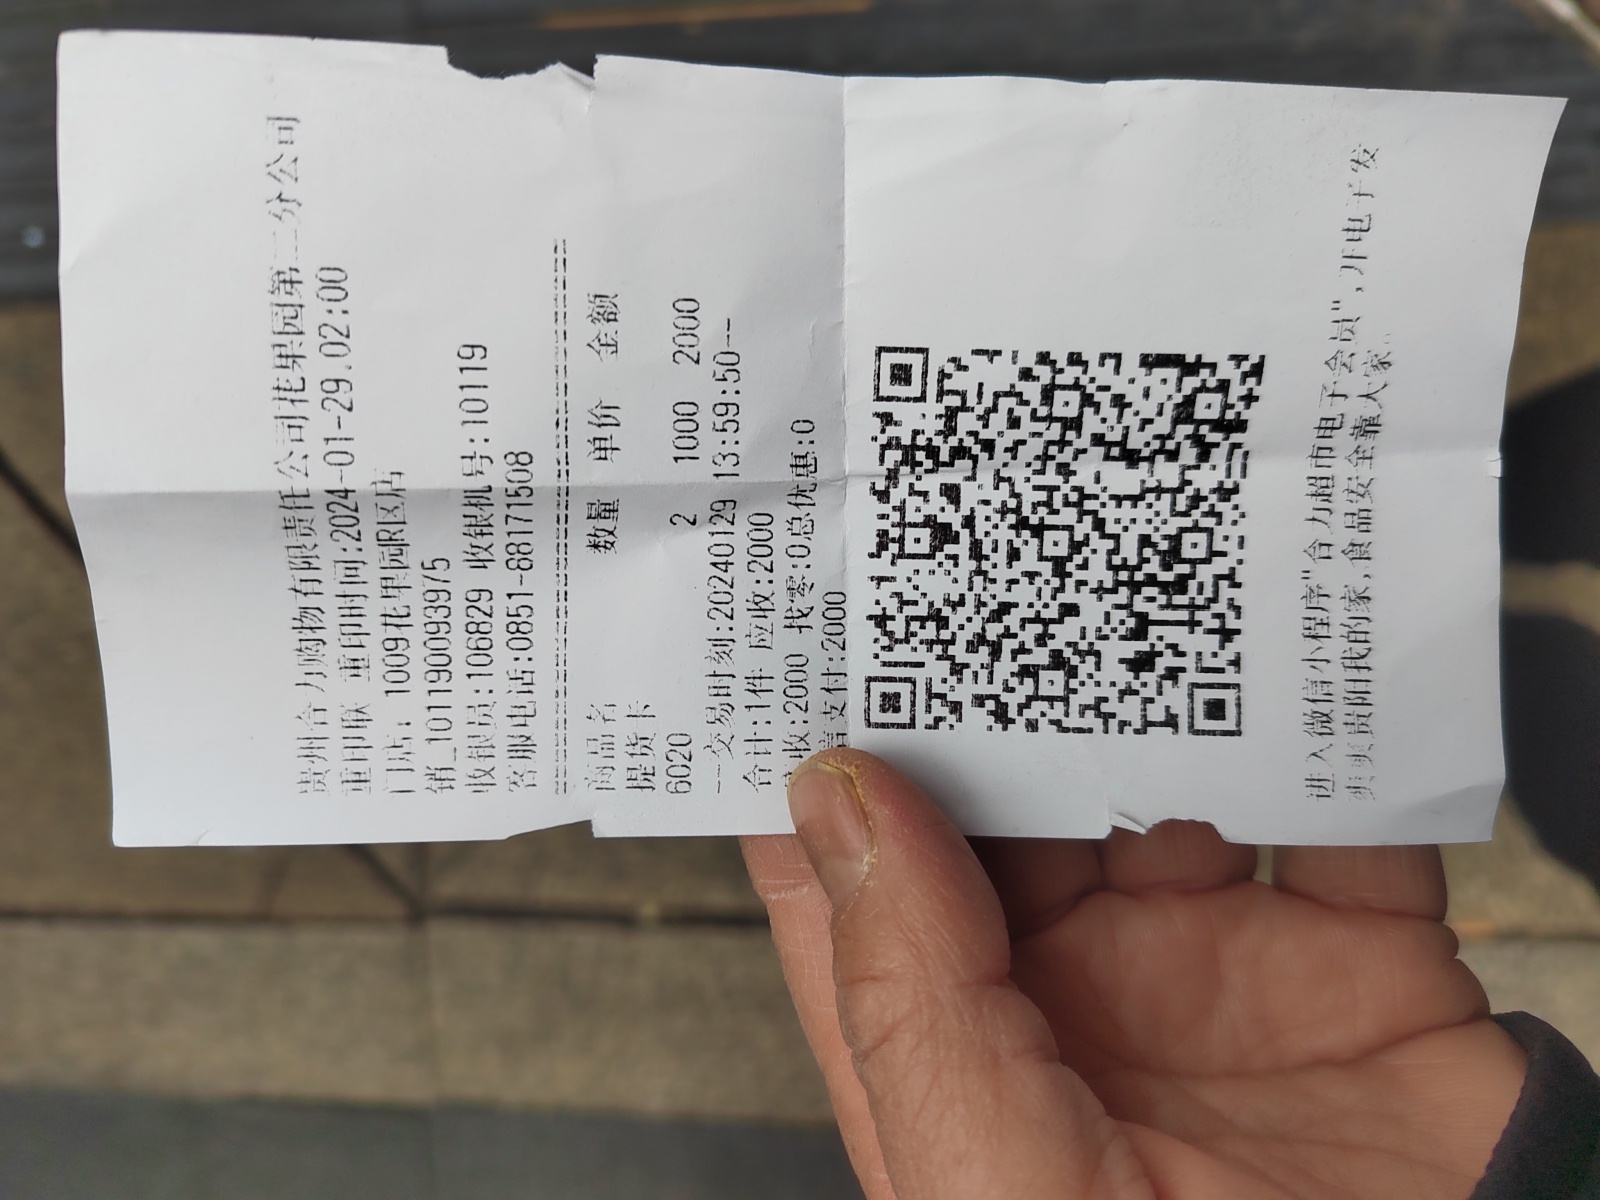 贵州合力购物有限责任公司花果园第二分公司
重印联 重印时间:2024-01-29.02:00
门店: 1009花果园R区店
销_101190093975
收银员:106829 收银机号:10119
客服电话:0851-88171508
商品名 数量 单价 金额
提货卡
6020 2 1000 2000
--交易时刻:20240129 13:59:50--
合计:1件 应收:2000
收:2000 找零:0总优惠:0
信支付:2000
进入微信小程序"合力超市电子会员",开电子发
爽爽贵阳我的家,食品安全靠大家.